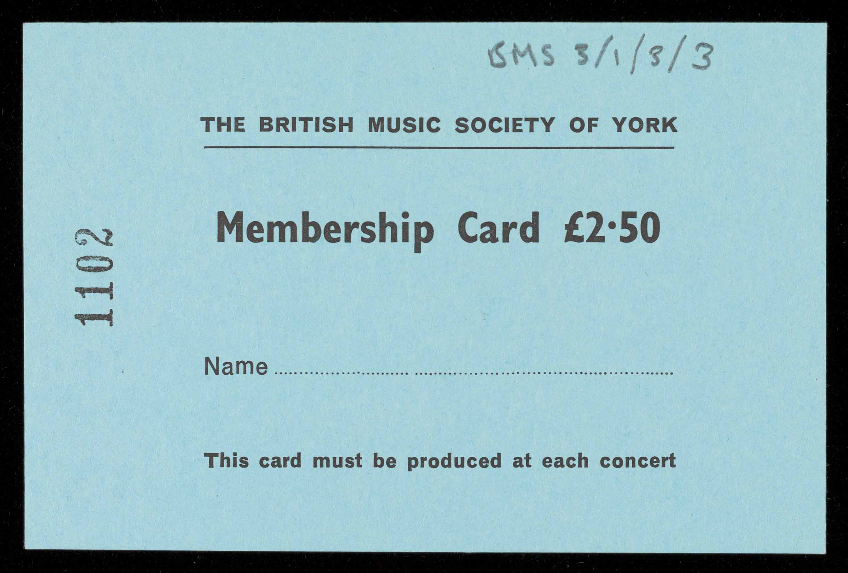 BMS 3/1/3/3
THE BRITISH MUSIC SOCIETY OF YORK
Membership Card £2·50
1102
Name
This card must be produced at each concert